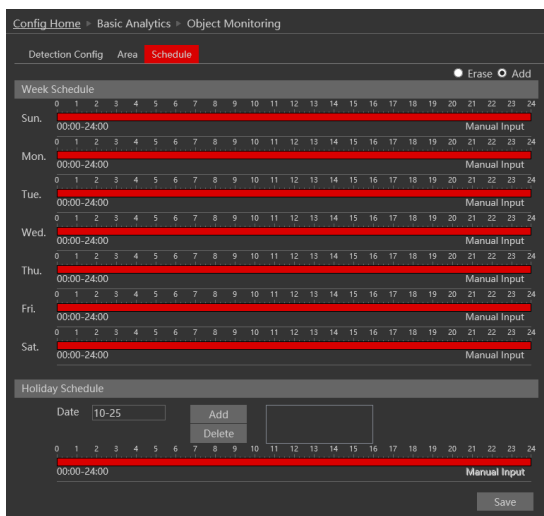 Config Home ▶ Basic Analytics ▶ Object Monitoring
Detection Config Area Schedule
Erase Add
Week Schedule
0 1 2 3 4 5 6 7 8 9 10 11 12 13 14 15 16 17 18 19 20 21 22 23 24
Sun.
00:00-24:00 Manual Input
0 1 2 3 4 5 6 7 8 9 10 11 12 13 14 15 16 17 18 19 20 21 22 23 24
Mon.
00:00-24:00 Manual Input
0 1 2 3 4 5 6 7 8 9 10 11 12 13 14 15 16 17 18 19 20 21 22 23 24
Tue.
00:00-24:00 Manual Input
0 1 2 3 4 5 6 7 8 9 10 11 12 13 14 15 16 17 18 19 20 21 22 23 24
Wed.
00:00-24:00 Manual Input
0 1 2 3 4 5 6 7 8 9 10 11 12 13 14 15 16 17 18 19 20 21 22 23 24
Thu.
00:00-24:00 Manual Input
0 1 2 3 4 5 6 7 8 9 10 11 12 13 14 15 16 17 18 19 20 21 22 23 24
Fri.
00:00-24:00 Manual Input
0 1 2 3 4 5 6 7 8 9 10 11 12 13 14 15 16 17 18 19 20 21 22 23 24
Sat.
00:00-24:00 Manual Input
Holiday Schedule
Date 10-25 Add
Delete
0 1 2 3 4 5 6 7 8 9 10 11 12 13 14 15 16 17 18 19 20 21 22 23 24
00:00-24:00 Manual Input
Save